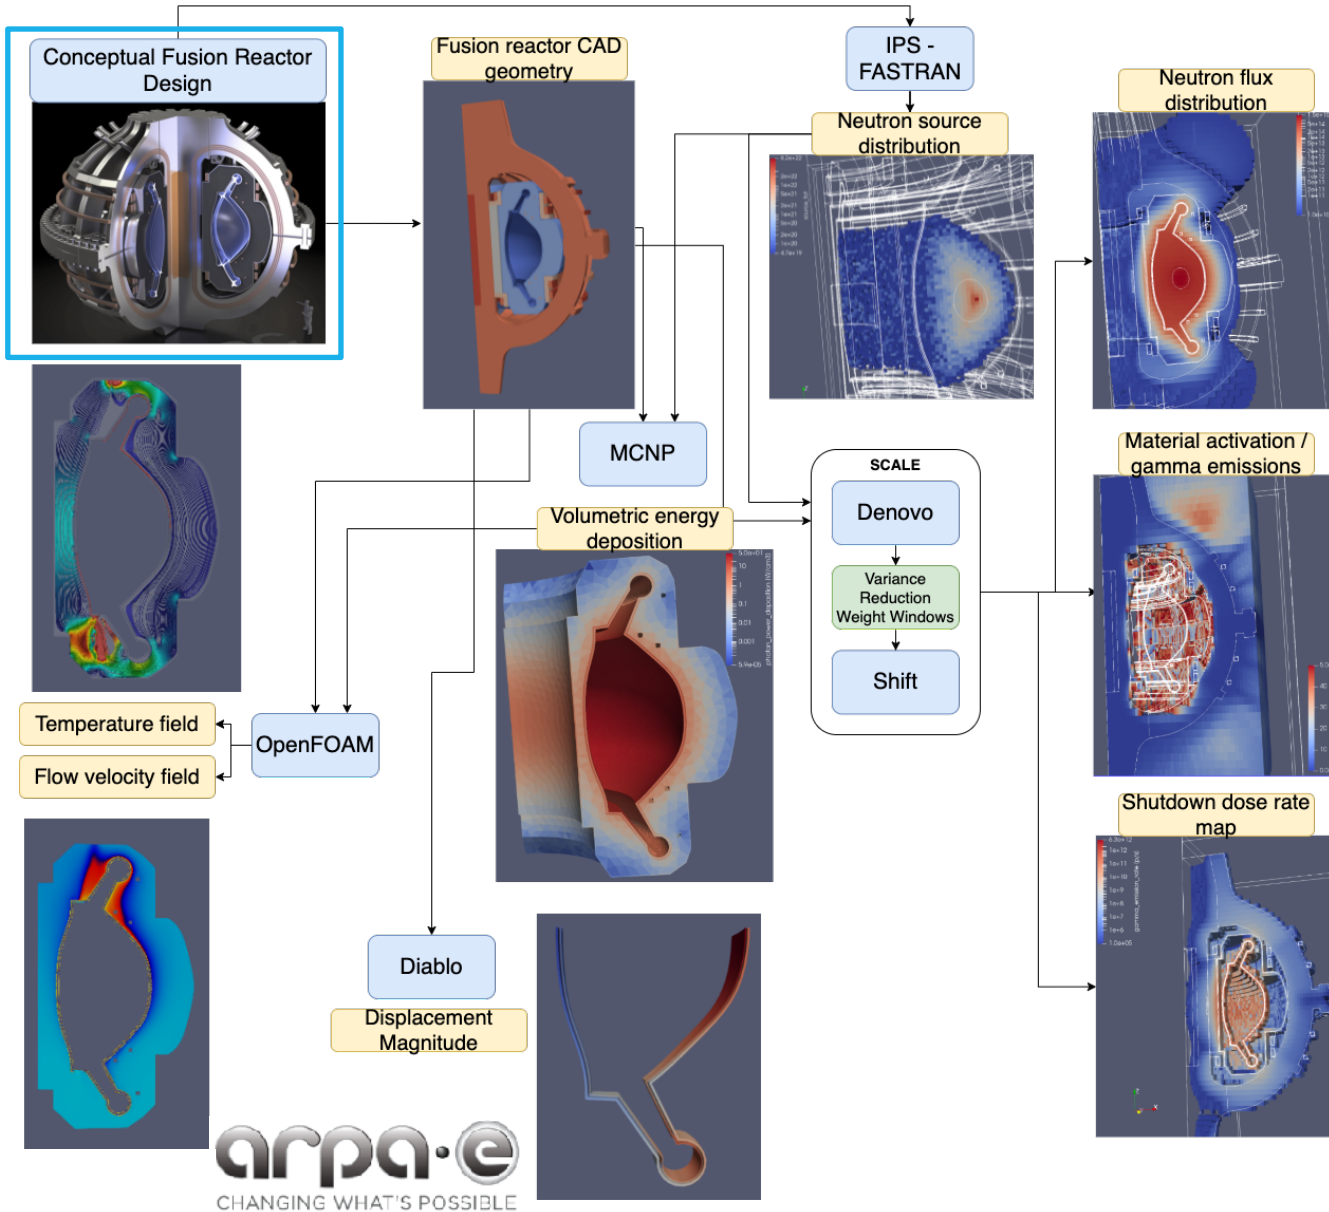 Conceptual Fusion Reactor
Design
Fusion reactor CAD
geometry
IPS -
FASTRAN
Neutron source
distribution
Neutron flux
distribution
MCNP
SCALE
Denovo
Variance
Reduction
Weight Windows
Shift
Material activation /
gamma emissions
Volumetric energy
deposition
Temperature field
Flow velocity field
OpenFOAM
Shutdown dose rate
map
Diablo
Displacement
Magnitude
arpa·e
CHANGING WHAT'S POSSIBLE